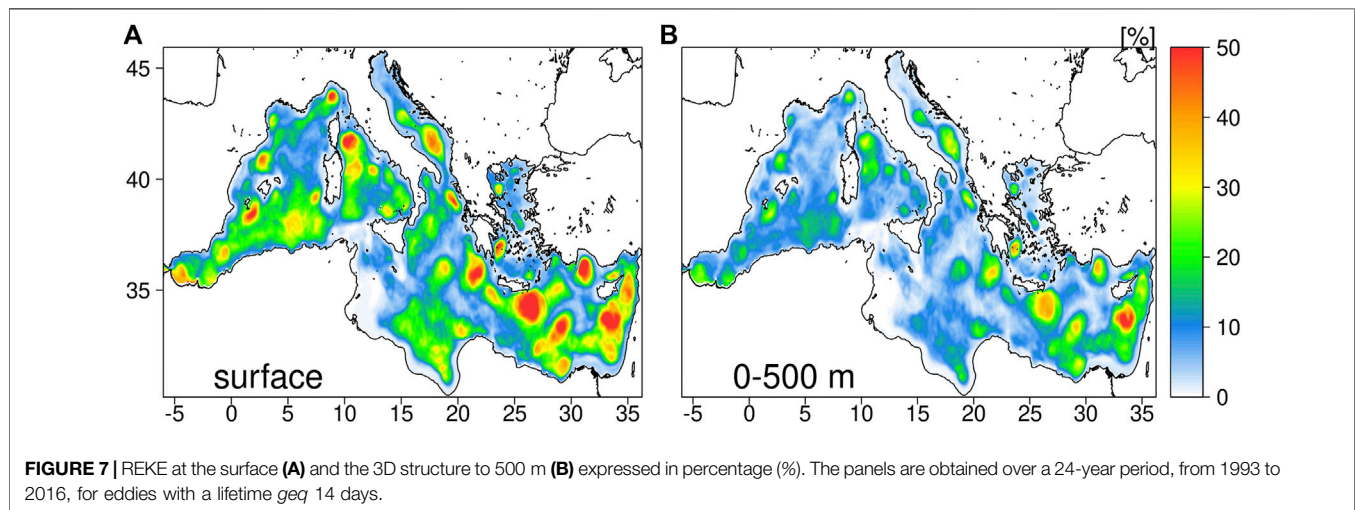 A
B
[%]
45
40
35
surface
0-500 m
-5 0 5 10 15 20 25 31 35
-5 0 5 10 15 20 25 31 35
50
40
30
20
10
0
FIGURE 7 | REKE at the surface (A) and the 3D structure to 500 m (B) expressed in percentage (%). The panels are obtained over a 24-year period, from 1993 to
2016, for eddies with a lifetime geq 14 days.